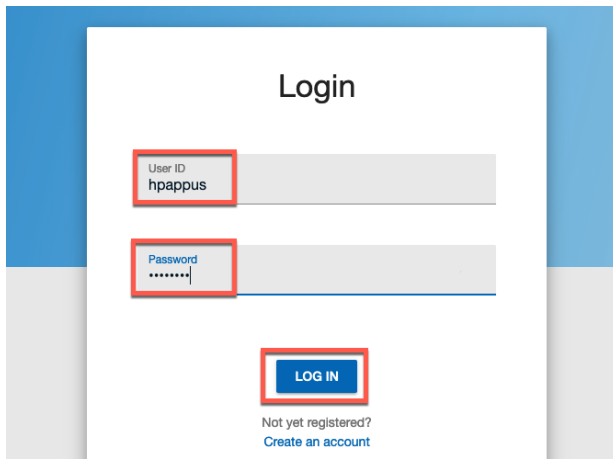 Login
User ID
hpappus
Password
••••••••
LOG IN
Not yet registered?
Create an account